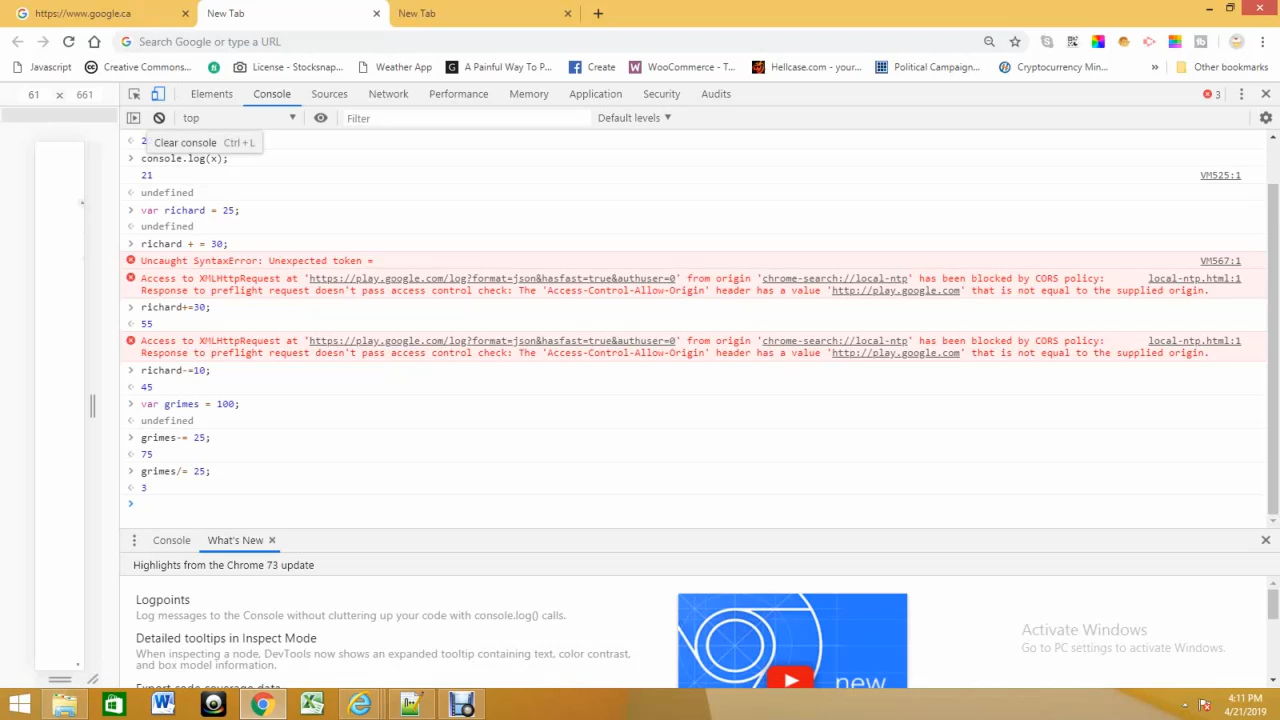 https://www.google.ca
New Tab
New Tab
Search Google or type a URL
Javascript
Creative Commons...
License - Stocksnap...
Weather App
A Painful Way To P...
Create
WooCommerce - T...
Hellcase.com - your...
Political Campaign...
Cryptocurrency Min...
»
Other bookmarks
61 × 661
Elements
Console
Sources
Network
Performance
Memory
Application
Security
Audits
3
top
Filter
Default levels ▼
2
Clear console Ctrl + L
console.log(x);
21 VM525:1
undefined
var richard = 25;
undefined
richard + = 30;
Uncaught SyntaxError: Unexpected token = VM567:1
Access to XMLHttpRequest at 'https://play.google.com/log?format=json&hasfast=true&authuser=0' from origin 'chrome-search://local-ntp' has been blocked by CORS policy: local-ntp.html:1
Response to preflight request doesn't pass access control check: The 'Access-Control-Allow-Origin' header has a value 'http://play.google.com' that is not equal to the supplied origin.
richard+=30;
55
Access to XMLHttpRequest at 'https://play.google.com/log?format=json&hasfast=true&authuser=0' from origin 'chrome-search://local-ntp' has been blocked by CORS policy: local-ntp.html:1
Response to preflight request doesn't pass access control check: The 'Access-Control-Allow-Origin' header has a value 'http://play.google.com' that is not equal to the supplied origin.
richard-=10;
45
var grimes = 100;
undefined
grimes-= 25;
75
grimes/= 25;
3
Console
What's New
Highlights from the Chrome 73 update
Logpoints
Log messages to the Console without cluttering up your code with console.log() calls.
Detailed tooltips in Inspect Mode
When inspecting a node, DevTools now shows an expanded tooltip containing text, color contrast,
and box model information.
Export code coverage data
new
Activate Windows
Go to PC settings to activate Windows.
4:11 PM
4/21/2019